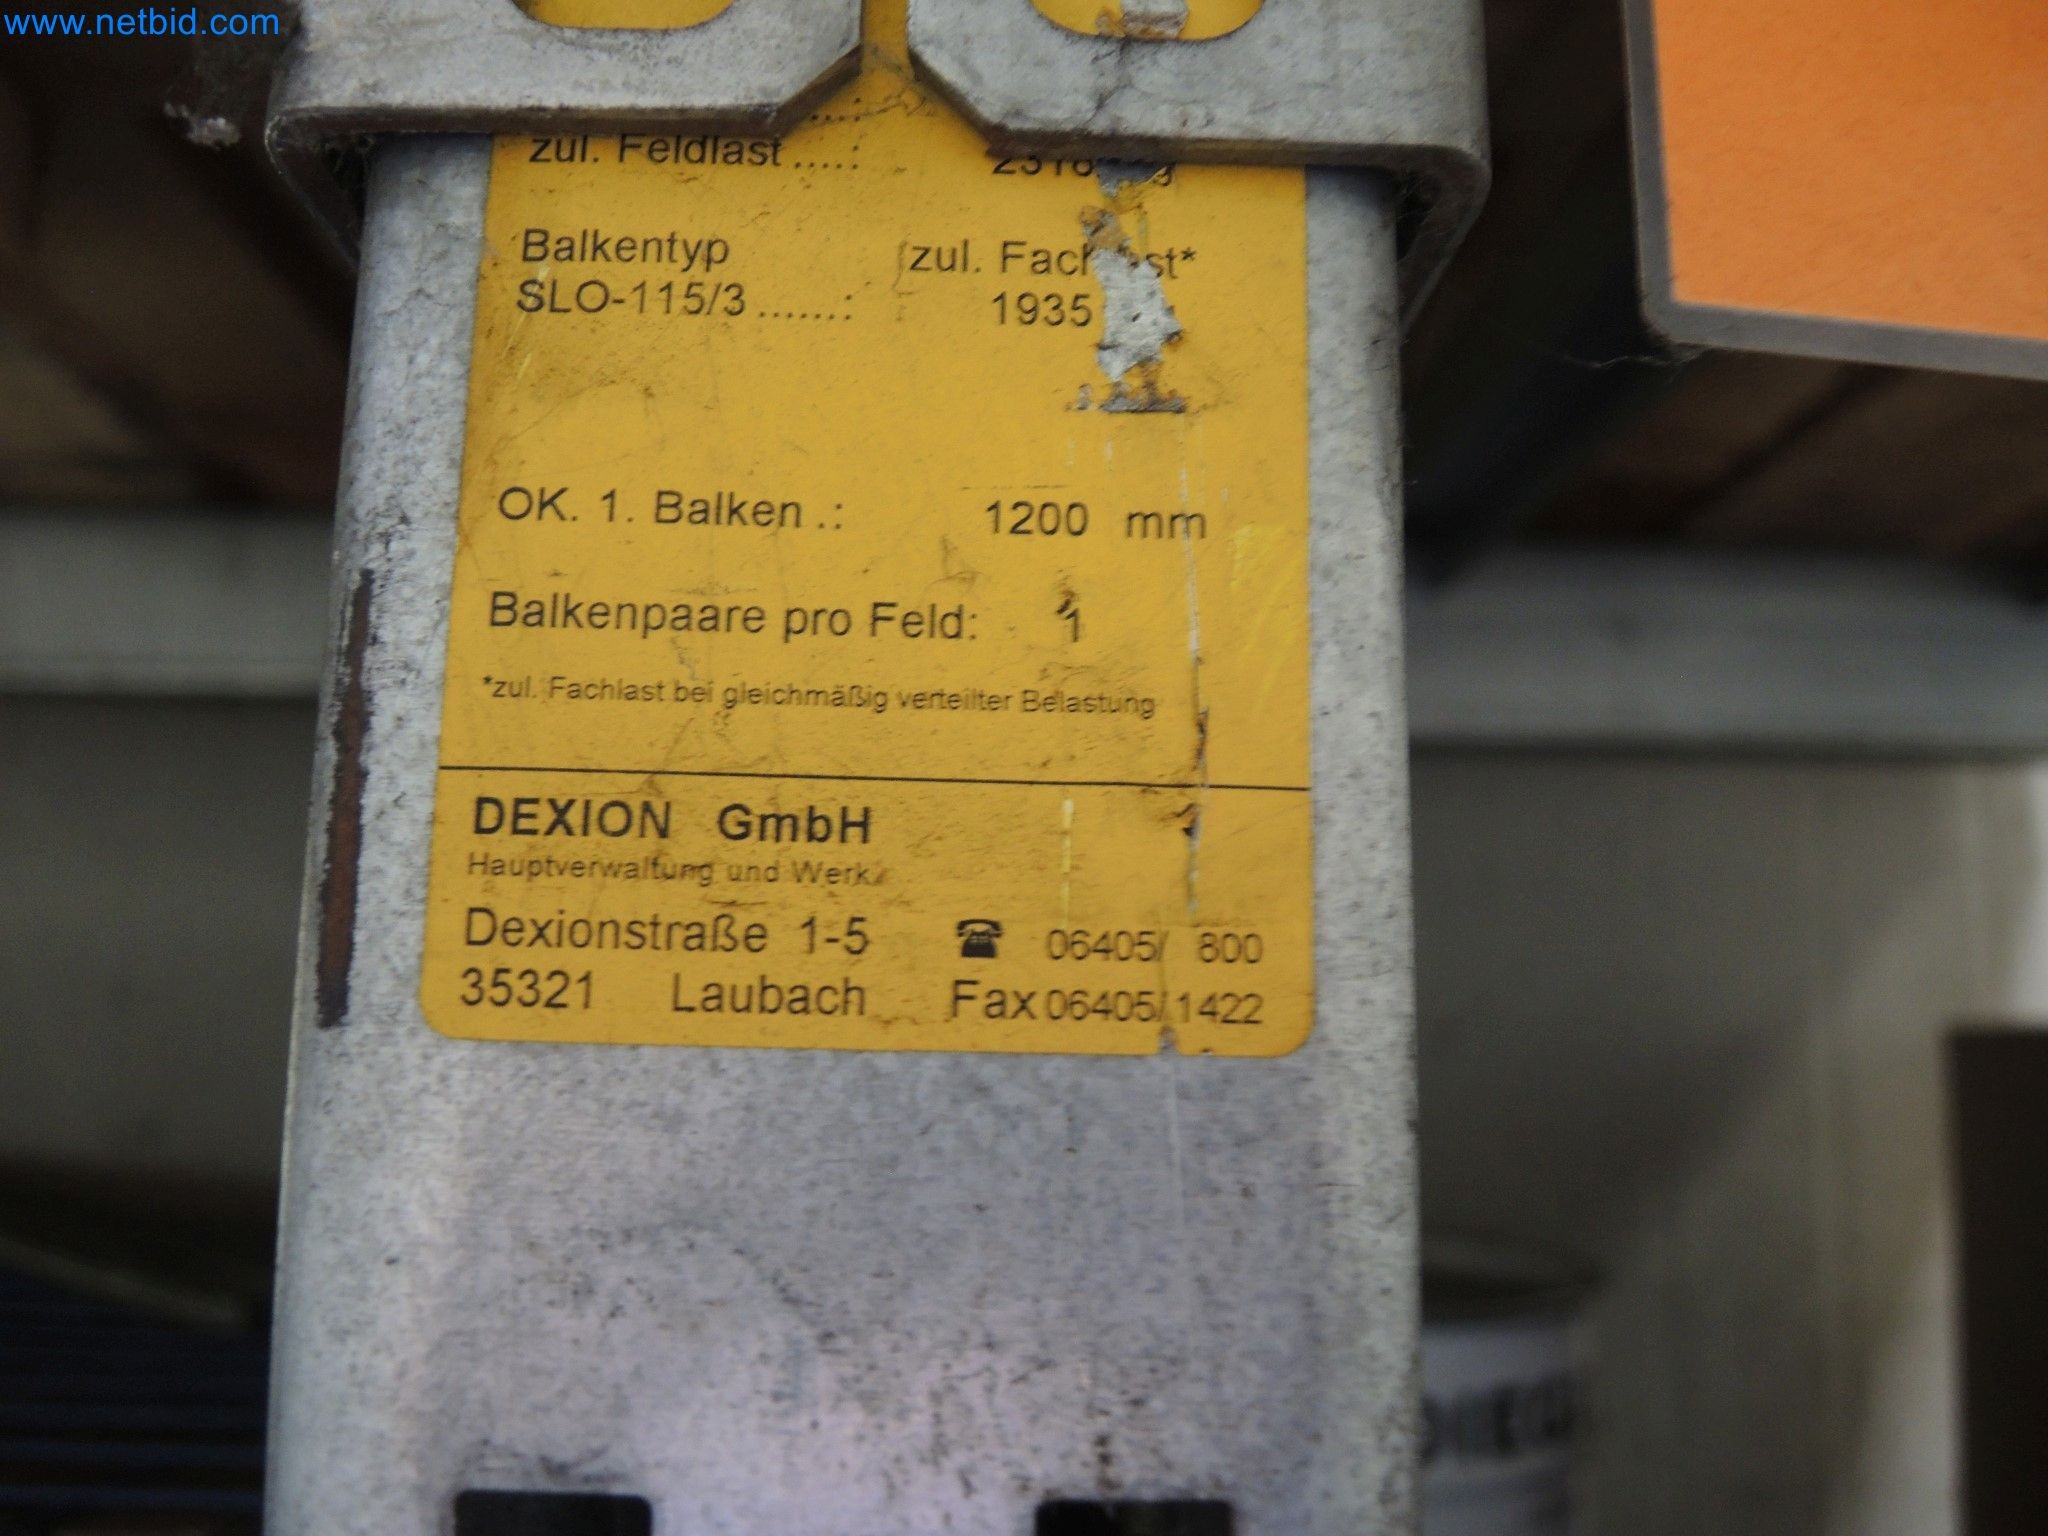 www.netbid.com
zul. Feldlast .....:
Balkentyp zul. Fachlast*
SLO-115/3 .......: 1935
OK. 1. Balken .: 1200 mm
Balkenpaare pro Feld: 1
*zul. Fachlast bei gleichmäßig verteilter Belastung
DEXION GmbH
Hauptverwaltung und Werk
Dexionstraße 1-5 ☎ 06405/ 800
35321 Laubach Fax 06405/1422